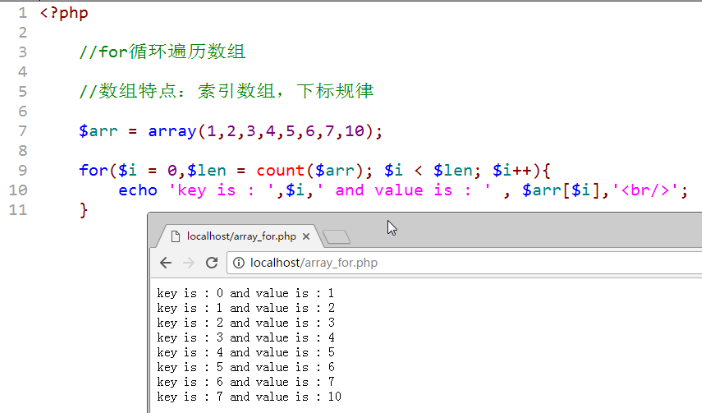 1 <?php
2
3 //for循环遍历数组
4
5 //数组特点：索引数组，下标规律
6
7 $arr = array(1,2,3,4,5,6,7,10);
8
9 for($i = 0,$len = count($arr); $i < $len; $i++){
10 echo 'key is : ',$i,' and value is : ' , $arr[$i],'<br/>';
11 }
localhost/array_for.php ×
localhost/array_for.php
key is : 0 and value is : 1
key is : 1 and value is : 2
key is : 2 and value is : 3
key is : 3 and value is : 4
key is : 4 and value is : 5
key is : 5 and value is : 6
key is : 6 and value is : 7
key is : 7 and value is : 10